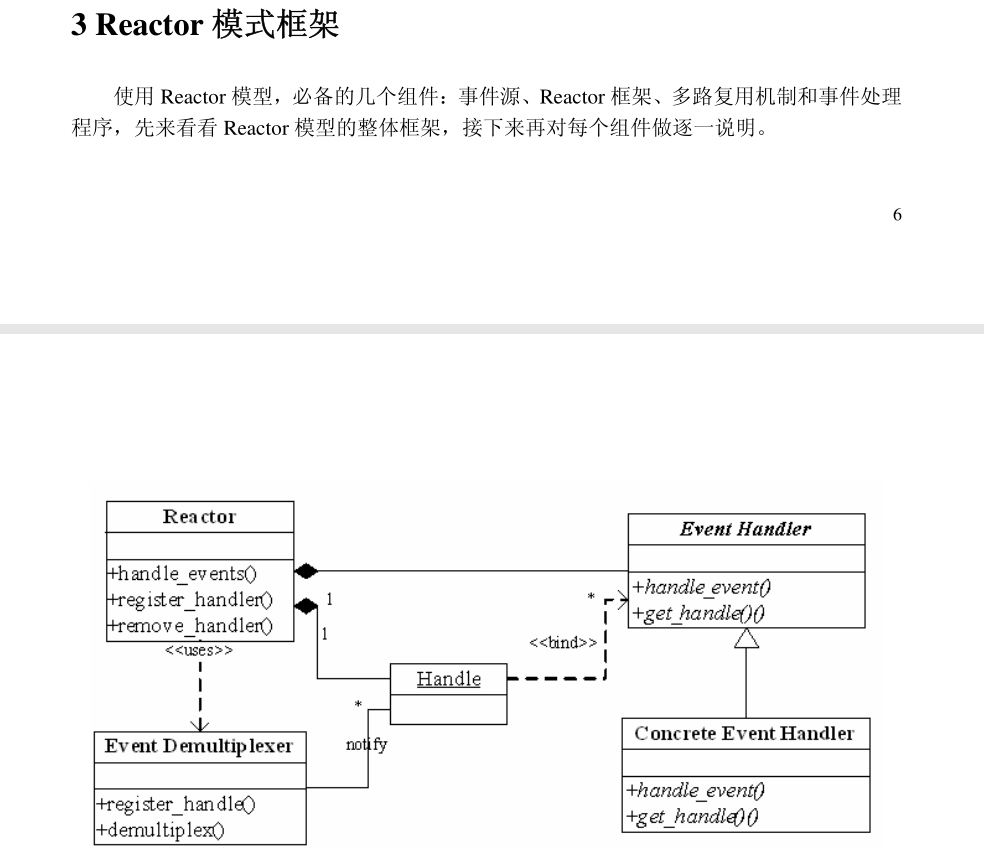 3 Reactor 模式框架
使用 Reactor 模型，必备的几个组件：事件源、Reactor 框架、多路复用机制和事件处理
程序，先来看看 Reactor 模型的整体框架，接下来再对每个组件做逐一说明。
6
Reactor
+handle_events()
+register_handler()
+remove_handler()
<<uses>>
1
1
*
<<bind>>
Event Handler
+handle_event()
+get_handle()()
Handle
*
notify
Event Demultiplexer
+register_handle()
+demultiplex()
Concrete Event Handler
+handle_event()
+get_handle()()